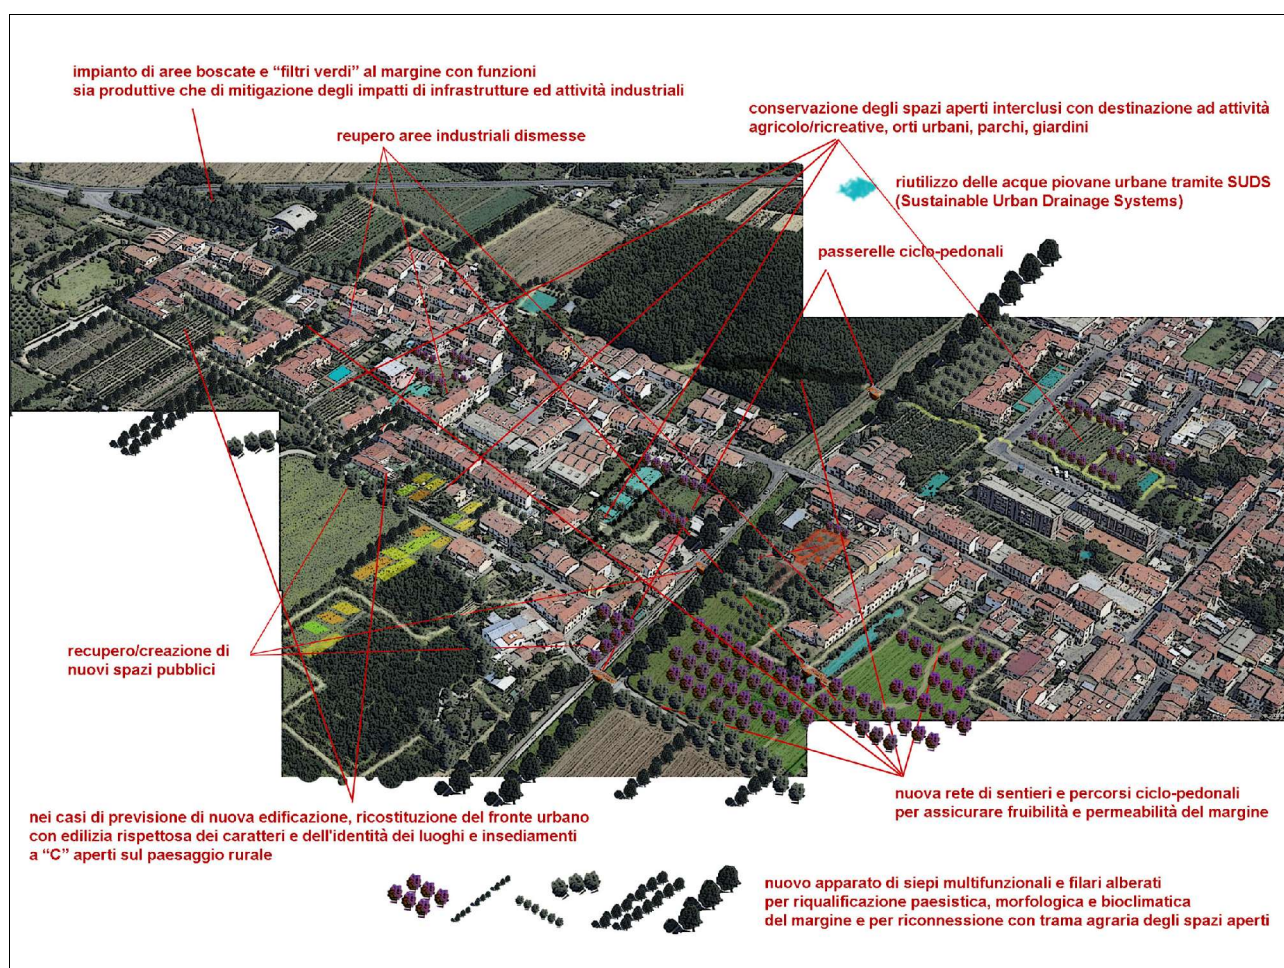 impianto di aree boscate e “filtri verdi” al margine con funzioni
sia produttive che di mitigazione degli impatti di infrastrutture ed attività industriali
reupero aree industriali dismesse
conservazione degli spazi aperti interclusi con destinazione ad attività
agricolo/ricreative, orti urbani, parchi, giardini
riutilizzo delle acque piovane urbane tramite SUDS
(Sustainable Urban Drainage Systems)
passerelle ciclo-pedonali
recupero/creazione di
nuovi spazi pubblici
nuova rete di sentieri e percorsi ciclo-pedonali
per assicurare fruibilità e permeabilità del margine
nei casi di previsione di nuova edificazione, ricostituzione del fronte urbano
con edilizia rispettosa dei caratteri e dell'identità dei luoghi e insediamenti
a “C” aperti sul paesaggio rurale
nuovo apparato di siepi multifunzionali e filari alberati
per riqualificazione paesistica, morfologica e bioclimatica
del margine e per riconnessione con trama agraria degli spazi aperti